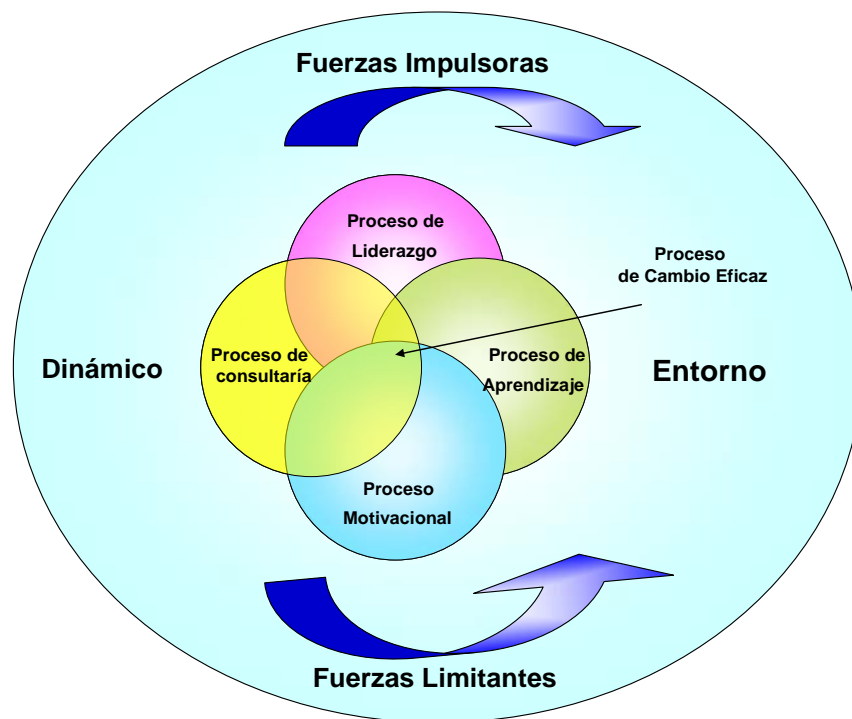 Fuerzas Impulsoras
Proceso de
Liderazgo
Proceso
de Cambio Eficaz
Dinámico
Proceso de
consultaría
Proceso de
Aprendizaje
Entorno
Proceso
Motivacional
Fuerzas Limitantes